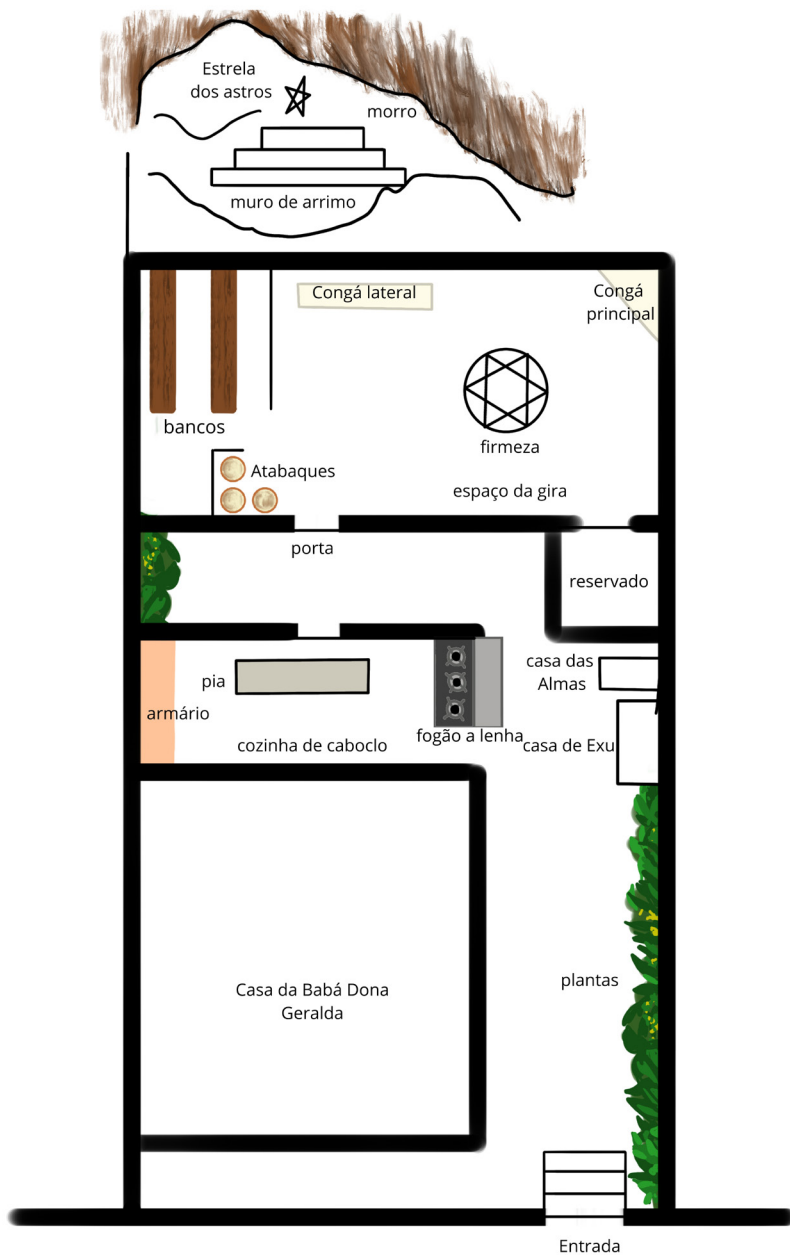 Estrela
dos astros
morro
muro de arrimo
Congá lateral
Congá
principal
bancos
firmeza
Atabaques
espaço da gira
porta
reservado
casa das
Almas
pia
armário
fogão a lenha
cozinha de caboclo
casa de Exu
plantas
Casa da Babá Dona
Geralda
Entrada